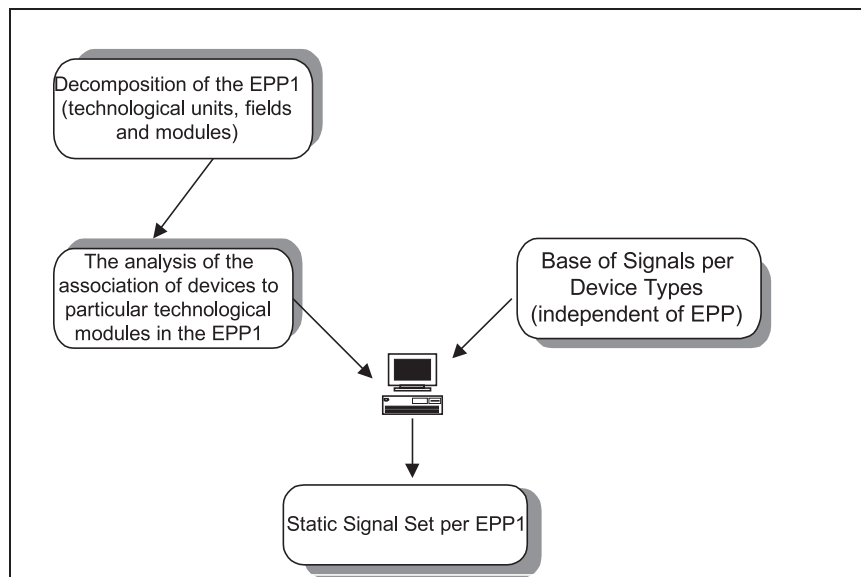 Decomposition of the EPP1
(technological units, fields
and modules)
The analysis of the
association of devices to
particular technological
modules in the EPP1
Base of Signals per
Device Types
(independent of EPP)
Static Signal Set per EPP1